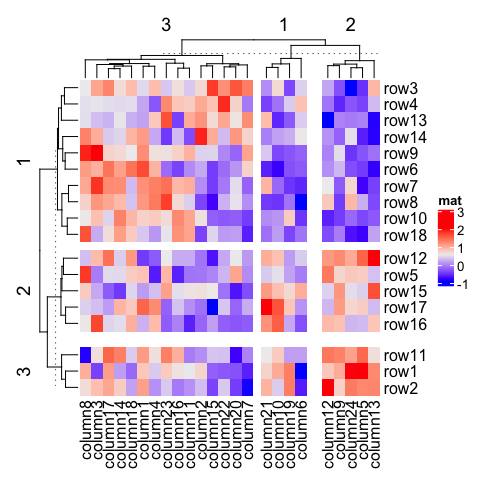 3 1 2
1
2
3
row3
row4
row13
row14
row9
row6
row7
row8
row10
row18
row12
row5
row15
row17
row16
row11
row1
row2
mat
3
2
1
0
-1
column8
column3
column17
column14
column18
column1
column4
column23
column16
column11
column2
column15
column22
column20
column7
column21
column10
column19
column6
column12
column9
column24
column5
column13